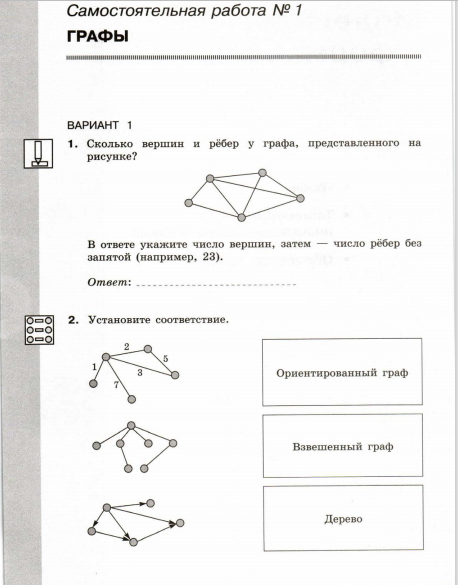 Самостоятельная работа № 1
ГРАФЫ
ВАРИАНТ 1
1. Сколько вершин и рёбер у графа, представленного на
рисунке?
В ответе укажите число вершин, затем — число рёбер без
запятой (например, 23).
Ответ:
2. Установите соответствие.
2
1
5
3
7
Ориентированный граф
Взвешенный граф
Дерево